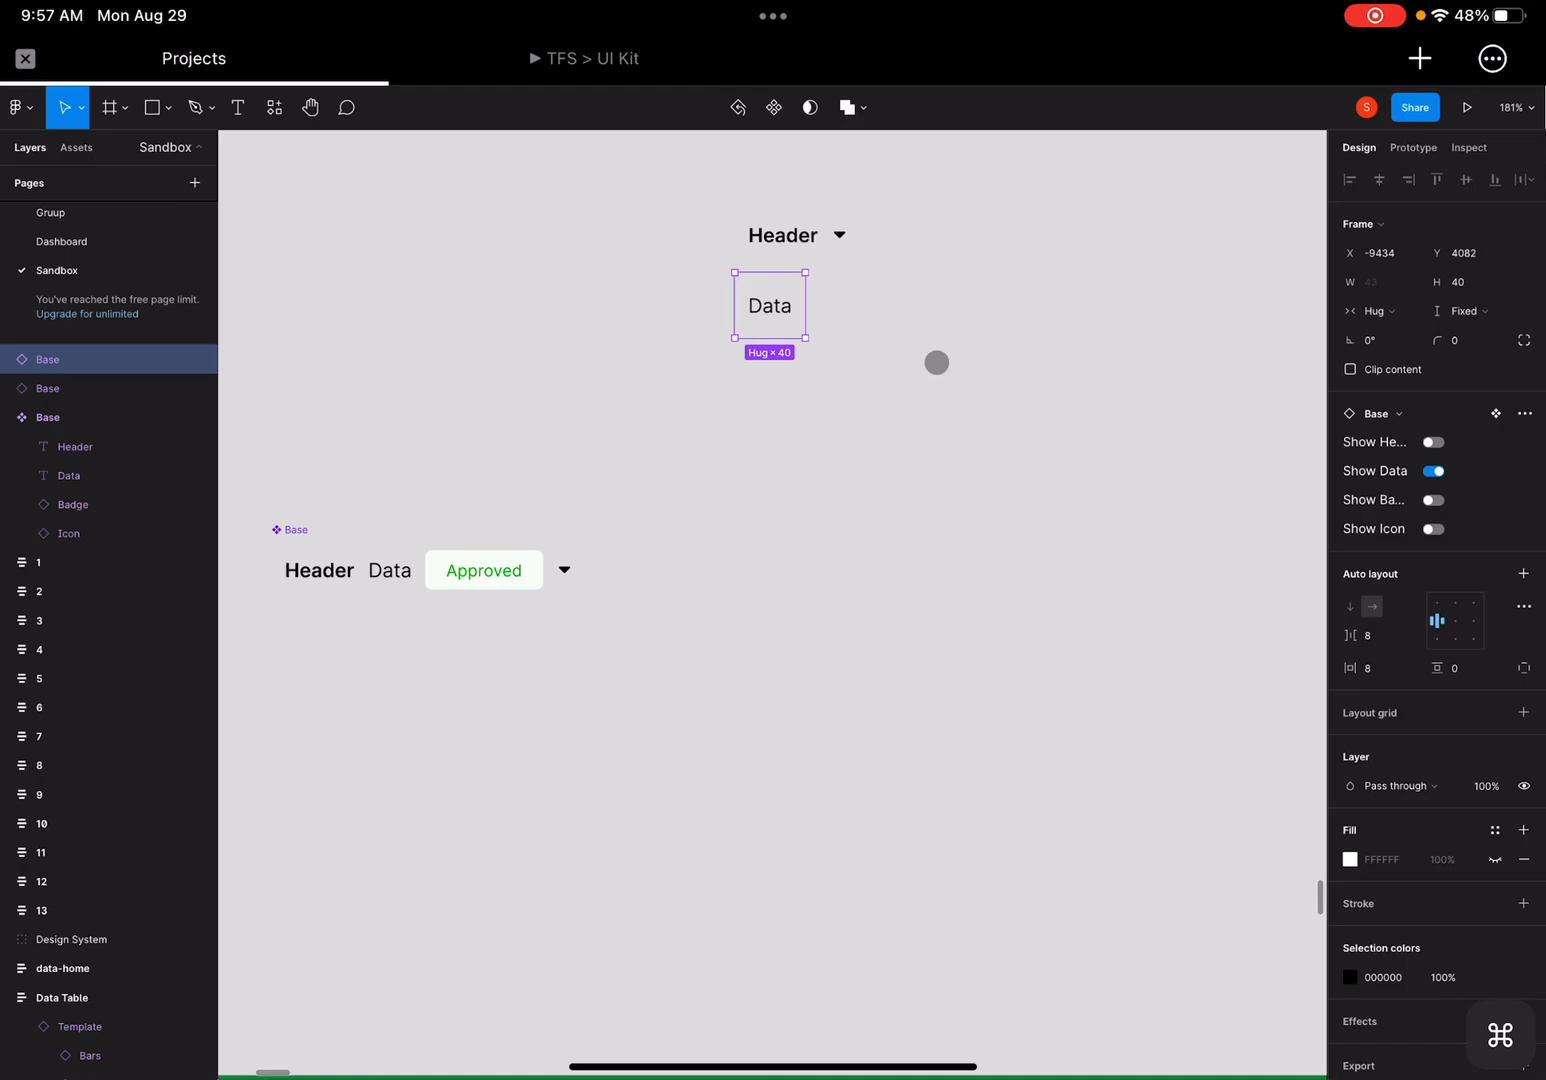 9:57 AM Mon Aug 29
48%
Projects
TFS > UI Kit
S
Share
181%
Layers Assets Sandbox
Pages
Gruup
Dashboard
Sandbox
You've reached the free page limit.
Upgrade for unlimited
Base
Base
Base
Header
Data
Badge
Icon
1
2
3
4
5
6
7
8
9
10
11
12
13
Design System
data-home
Data Table
Template
Bars
Header
Data
Hug × 40
Base
Header Data Approved
Design Prototype Inspect
Frame
X -9434 Y 4082
W 43 H 40
Hug Fixed
0° 0
Clip content
Base
Show He...
Show Data
Show Ba...
Show Icon
Auto layout
8
8 0
Layout grid
Layer
Pass through 100%
Fill
FFFFFF 100%
Stroke
Selection colors
000000 100%
Effects
Export